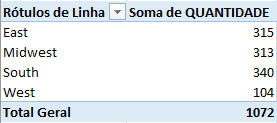 Rótulos de Linha Soma de QUANTIDADE
East 315
Midwest 313
South 340
West 104
Total Geral 1072